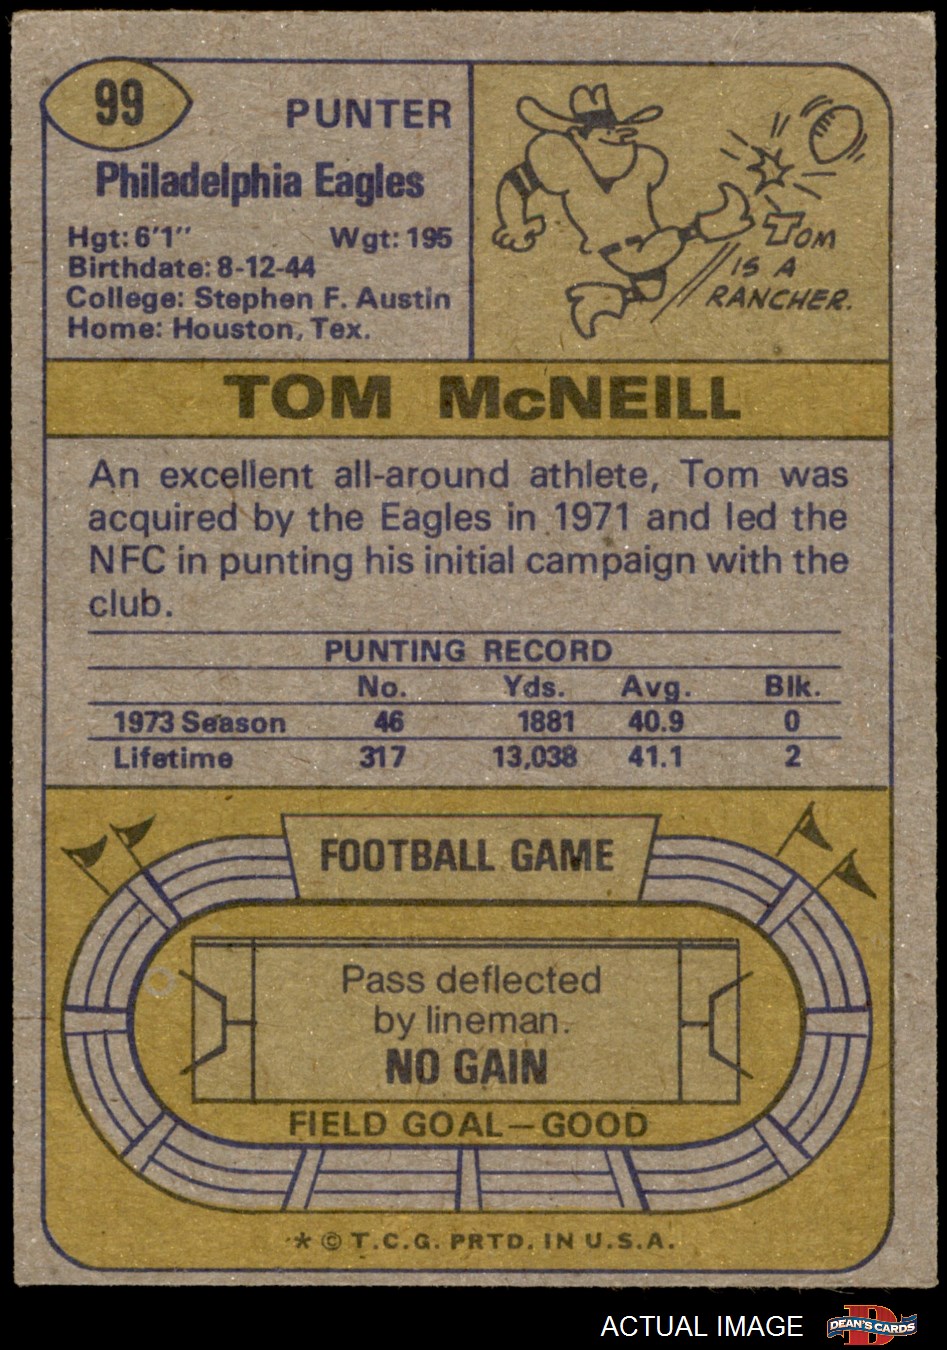 99
PUNTER
Philadelphia Eagles
Hgt: 6'1" Wgt: 195
Birthdate: 8-12-44
College: Stephen F. Austin
Home: Houston, Tex.
TOM
IS A
RANCHER.
TOM McNEILL
An excellent all-around athlete, Tom was
acquired by the Eagles in 1971 and led the
NFC in punting his initial campaign with the
club.
PUNTING RECORD
No. Yds. Avg. Blk.
1973 Season 46 1881 40.9 0
Lifetime 317 13,038 41.1 2
FOOTBALL GAME
Pass deflected
by lineman.
NO GAIN
FIELD GOAL—GOOD
* © T.C.G. PRTD. IN U.S.A.
ACTUAL IMAGE
D
DEAN'S CARDS